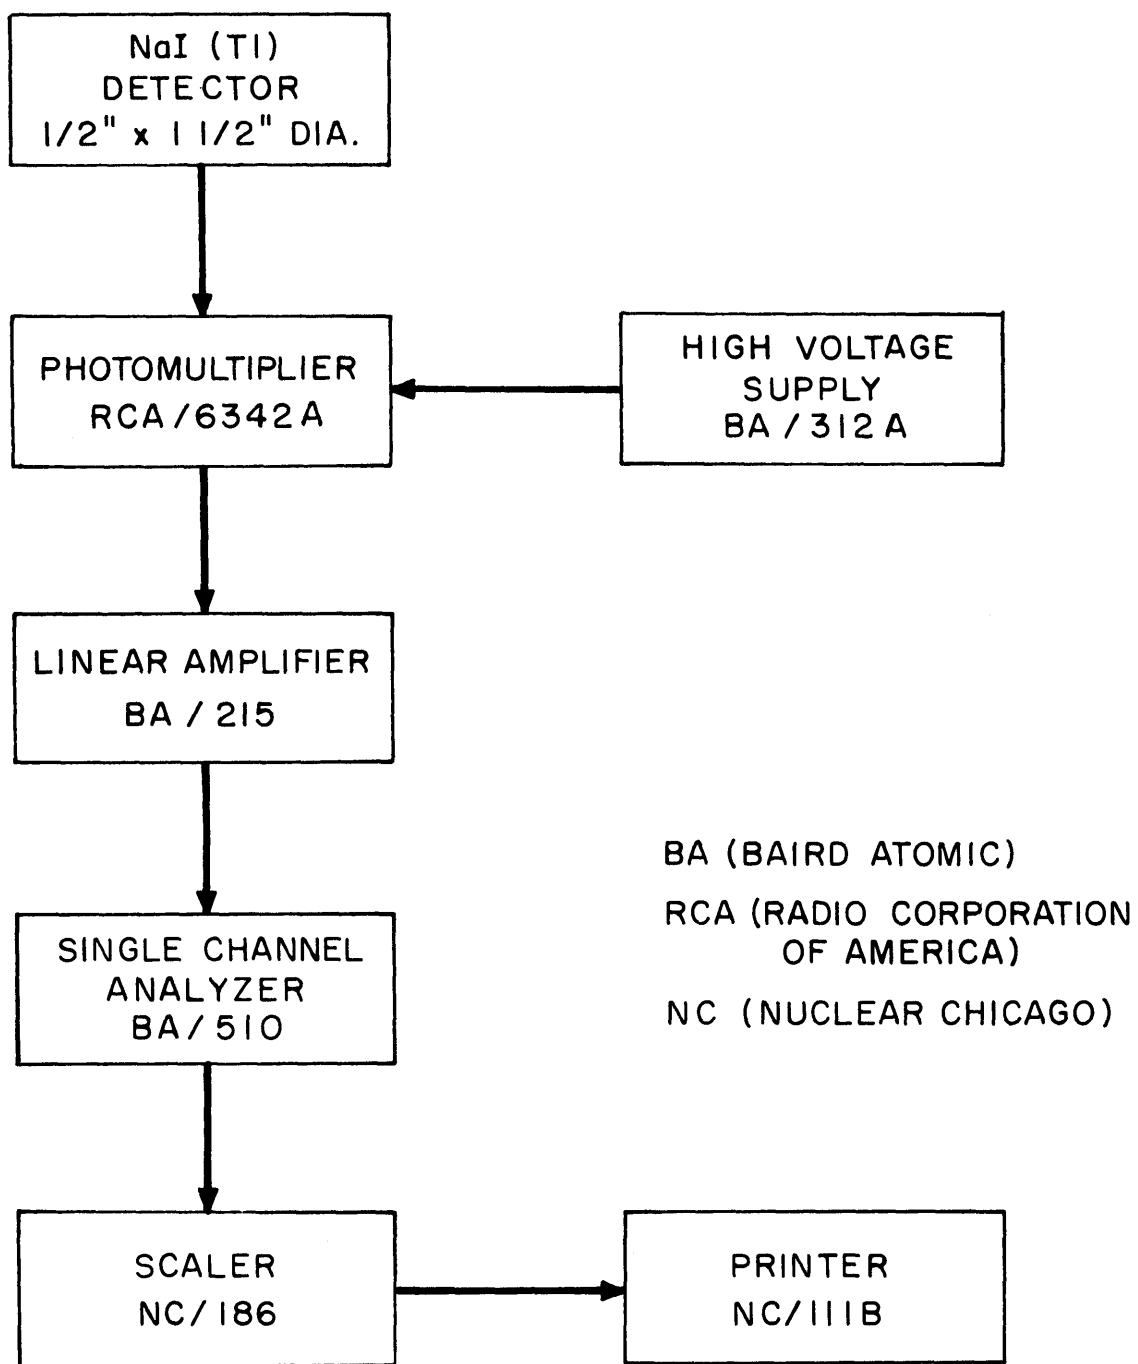 NaI (Tl)
DETECTOR
1/2" x 1 1/2" DIA.
PHOTOMULTIPLIER
RCA/6342A
HIGH VOLTAGE
SUPPLY
BA/312A
LINEAR AMPLIFIER
BA/215
BA (BAIRD ATOMIC)
RCA (RADIO CORPORATION
OF AMERICA)
NC (NUCLEAR CHICAGO)
SINGLE CHANNEL
ANALYZER
BA/510
SCALER
NC/186
PRINTER
NC/111B